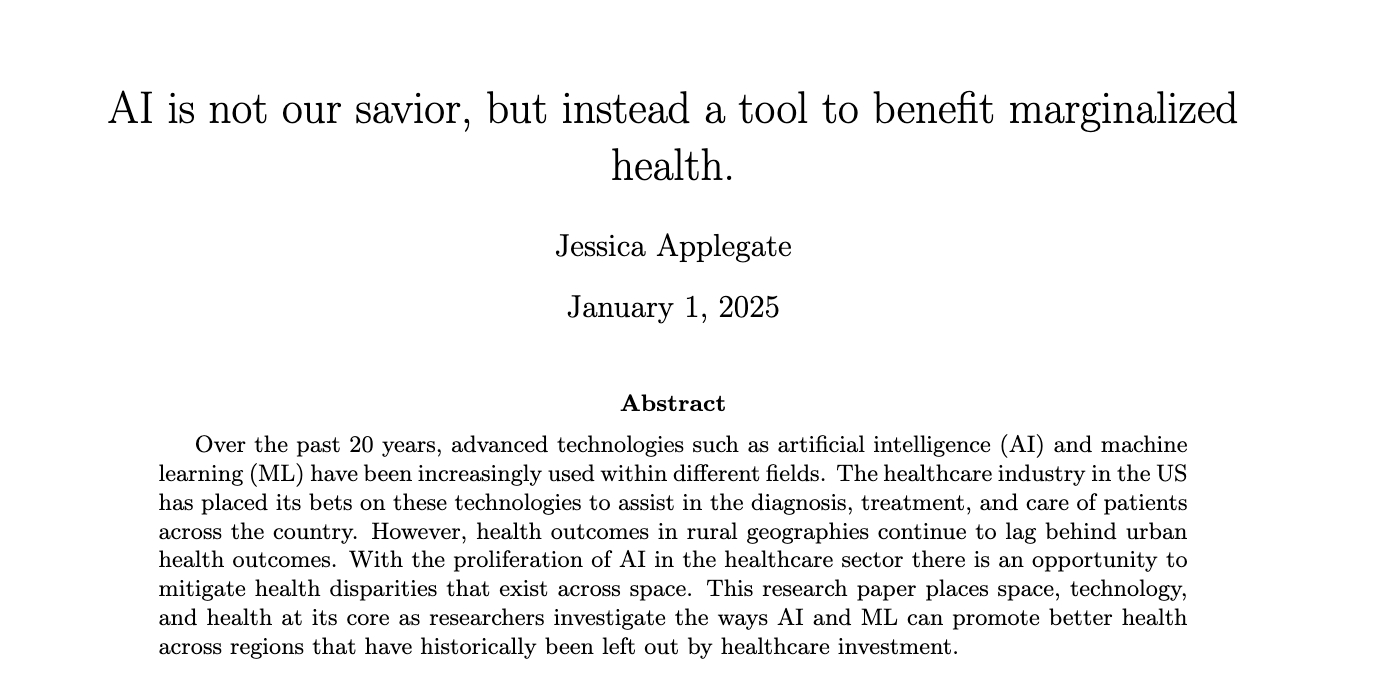 AI is not our savior, but instead a tool to benefit marginalized
health.
Jessica Applegate
January 1, 2025
Abstract
Over the past 20 years, advanced technologies such as artificial intelligence (AI) and machine
learning (ML) have been increasingly used within different fields. The healthcare industry in the US
has placed its bets on these technologies to assist in the diagnosis, treatment, and care of patients
across the country. However, health outcomes in rural geographies continue to lag behind urban
health outcomes. With the proliferation of AI in the healthcare sector there is an opportunity to
mitigate health disparities that exist across space. This research paper places space, technology,
and health at its core as researchers investigate the ways AI and ML can promote better health
across regions that have historically been left out by healthcare investment.